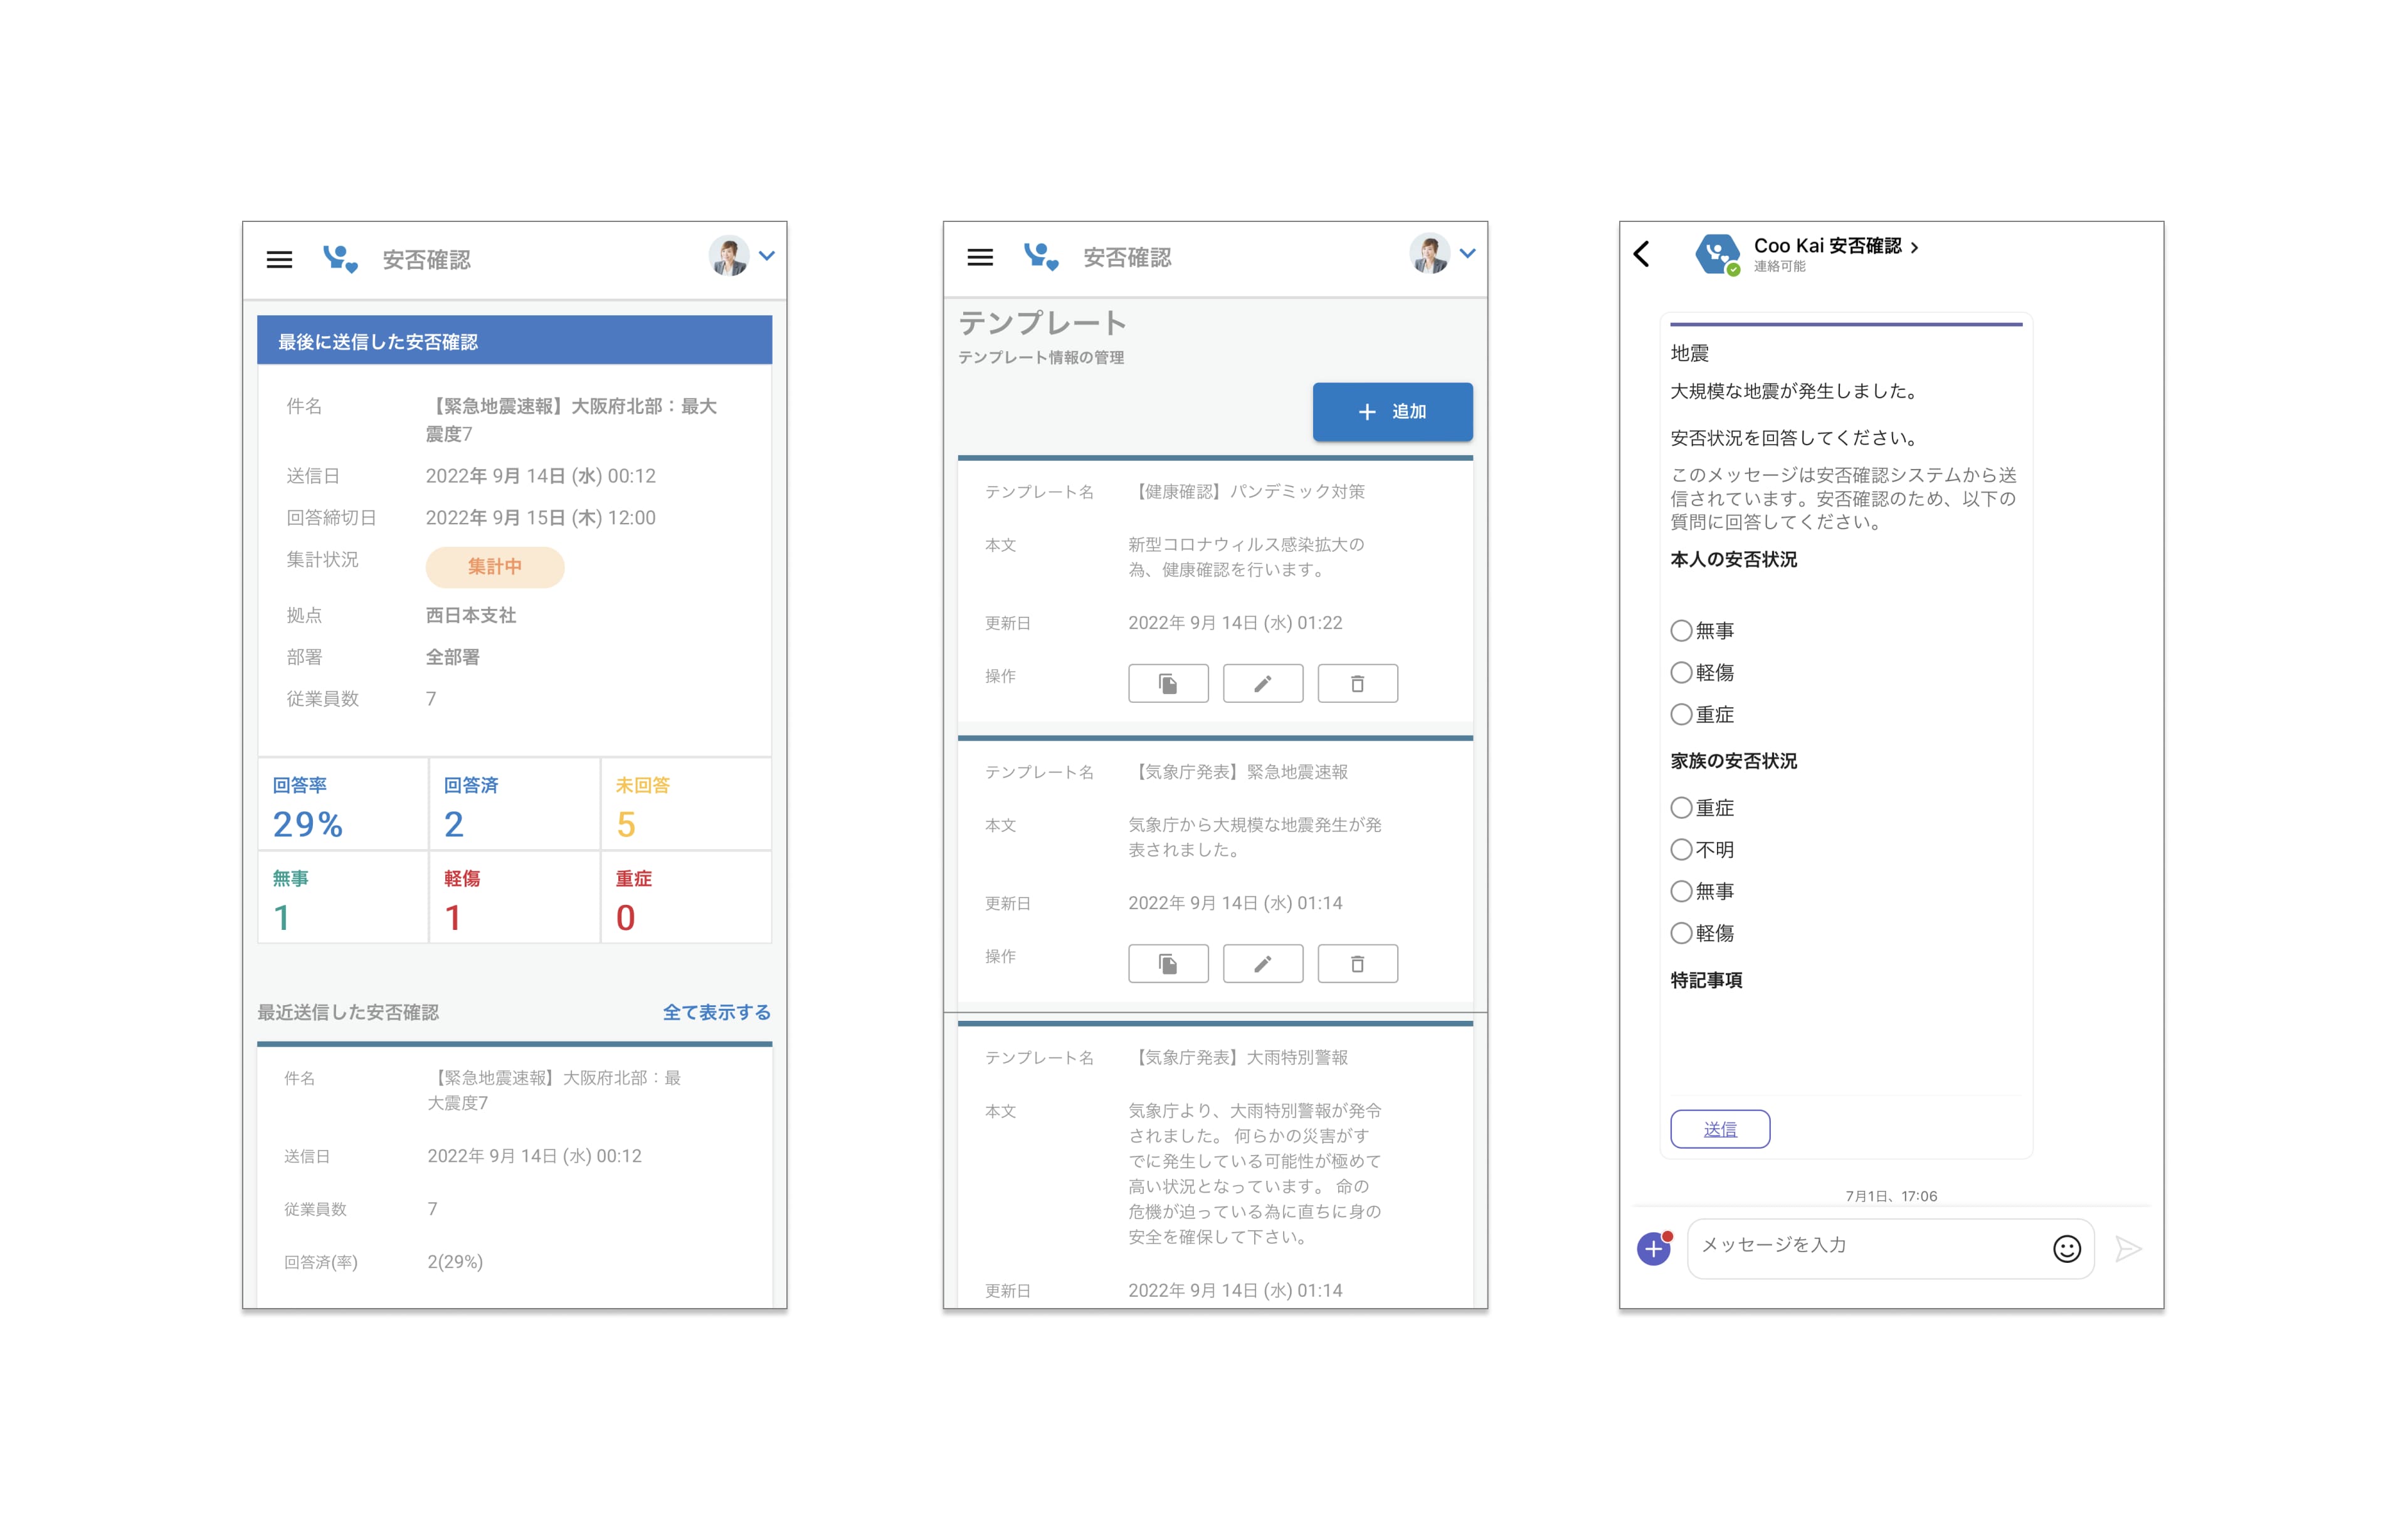 安否確認
最後に送信した安否確認
件名
【緊急地震速報】大阪府北部：最大
震度7
送信日
2022年 9月 14日 (水) 00:12
回答締切日
2022年 9月 15日 (木) 12:00
集計状況
集計中
拠点
西日本支社
部署
全部署
従業員数
7
回答率
29%
回答済
2
未回答
5
無事
1
軽傷
1
重症
0
最近送信した安否確認
全て表示する
件名
【緊急地震速報】大阪府北部：最
大震度7
送信日
2022年 9月 14日 (水) 00:12
従業員数
7
回答済(率)
2(29%)
安否確認
テンプレート
テンプレート情報の管理
＋ 追加
テンプレート名
【健康確認】パンデミック対策
本文
新型コロナウィルス感染拡大の
為、健康確認を行います。
更新日
2022年 9月 14日 (水) 01:22
操作
テンプレート名
【気象庁発表】緊急地震速報
本文
気象庁から大規模な地震発生が発
表されました。
更新日
2022年 9月 14日 (水) 01:14
操作
テンプレート名
【気象庁発表】大雨特別警報
本文
気象庁より、大雨特別警報が発令
されました。 何らかの災害がす
でに発生している可能性が極めて
高い状況となっています。 命の
危機が迫っている為に直ちに身の
安全を確保して下さい。
更新日
2022年 9月 14日 (水) 01:14
Coo Kai 安否確認
連絡可能
地震
大規模な地震が発生しました。
安否状況を回答してください。
このメッセージは安否確認システムから送
信されています。安否確認のため、以下の
質問に回答してください。
本人の安否状況
無事
軽傷
重症
家族の安否状況
重症
不明
無事
軽傷
特記事項
送信
7月1日、17:06
メッセージを入力